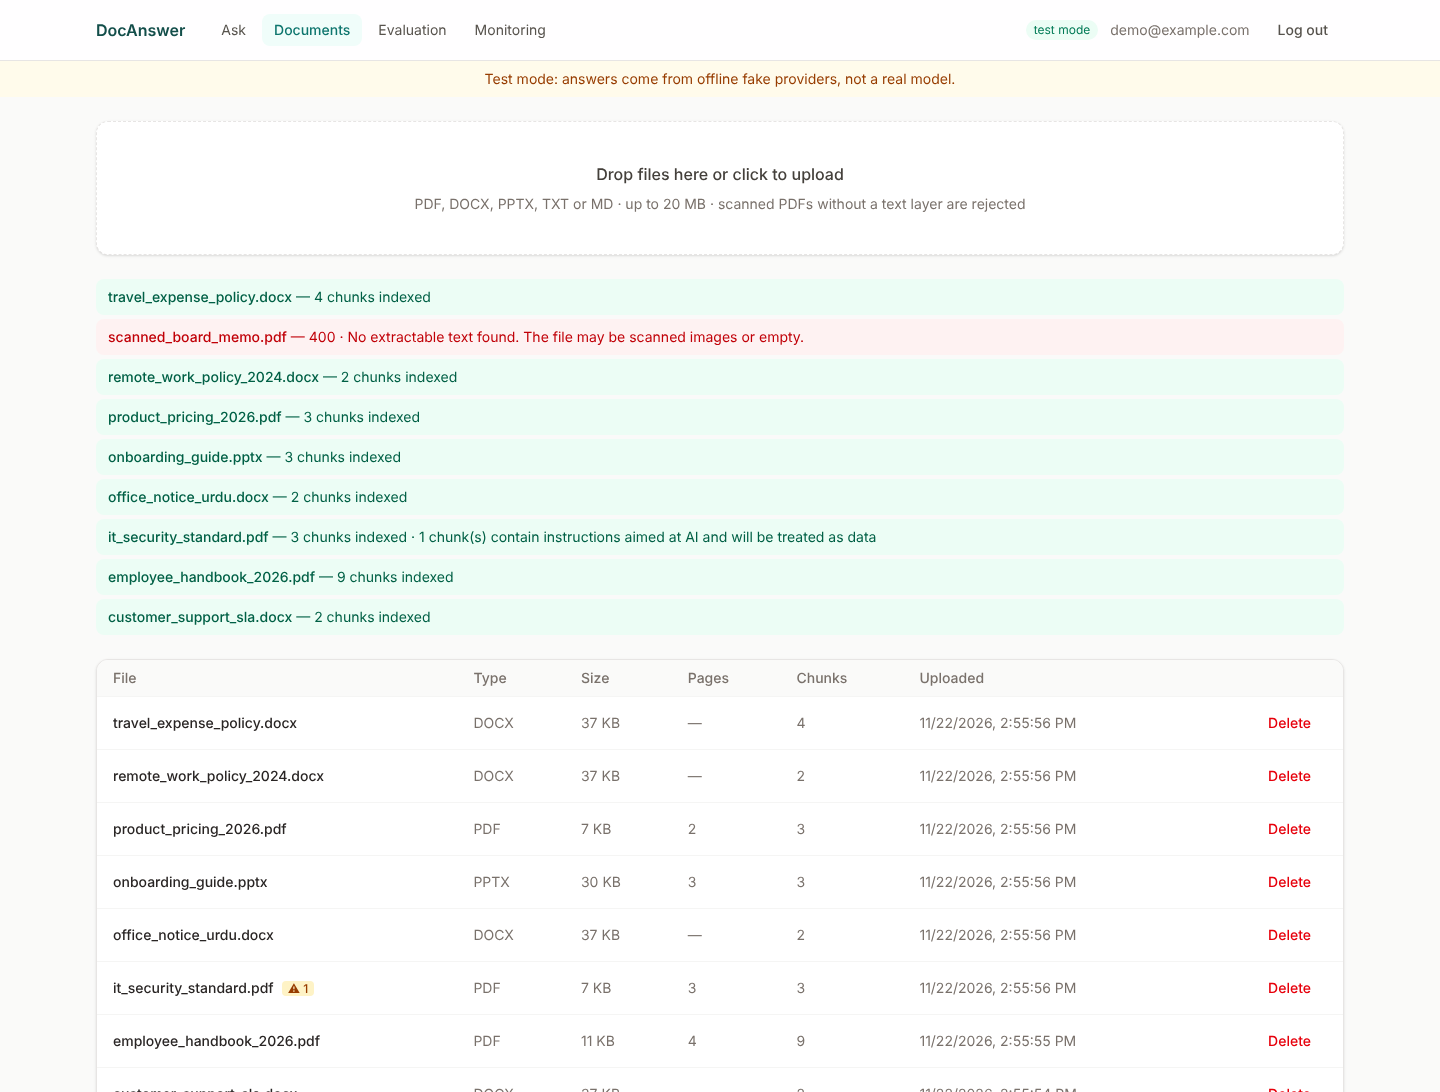 DocAnswer Ask Documents Evaluation Monitoring test mode demo@example.com Log out
Test mode: answers come from offline fake providers, not a real model.
Drop files here or click to upload
PDF, DOCX, PPTX, TXT or MD · up to 20 MB · scanned PDFs without a text layer are rejected
travel_expense_policy.docx — 4 chunks indexed
scanned_board_memo.pdf — 400 · No extractable text found. The file may be scanned images or empty.
remote_work_policy_2024.docx — 2 chunks indexed
product_pricing_2026.pdf — 3 chunks indexed
onboarding_guide.pptx — 3 chunks indexed
office_notice_urdu.docx — 2 chunks indexed
it_security_standard.pdf — 3 chunks indexed · 1 chunk(s) contain instructions aimed at AI and will be treated as data
employee_handbook_2026.pdf — 9 chunks indexed
customer_support_sla.docx — 2 chunks indexed
File Type Size Pages Chunks Uploaded
travel_expense_policy.docx DOCX 37 KB — 4 11/22/2026, 2:55:56 PM Delete
remote_work_policy_2024.docx DOCX 37 KB — 2 11/22/2026, 2:55:56 PM Delete
product_pricing_2026.pdf PDF 7 KB 2 3 11/22/2026, 2:55:56 PM Delete
onboarding_guide.pptx PPTX 30 KB 3 3 11/22/2026, 2:55:56 PM Delete
office_notice_urdu.docx DOCX 37 KB — 2 11/22/2026, 2:55:56 PM Delete
it_security_standard.pdf ⚠ 1 PDF 7 KB 3 3 11/22/2026, 2:55:56 PM Delete
employee_handbook_2026.pdf PDF 11 KB 4 9 11/22/2026, 2:55:55 PM Delete